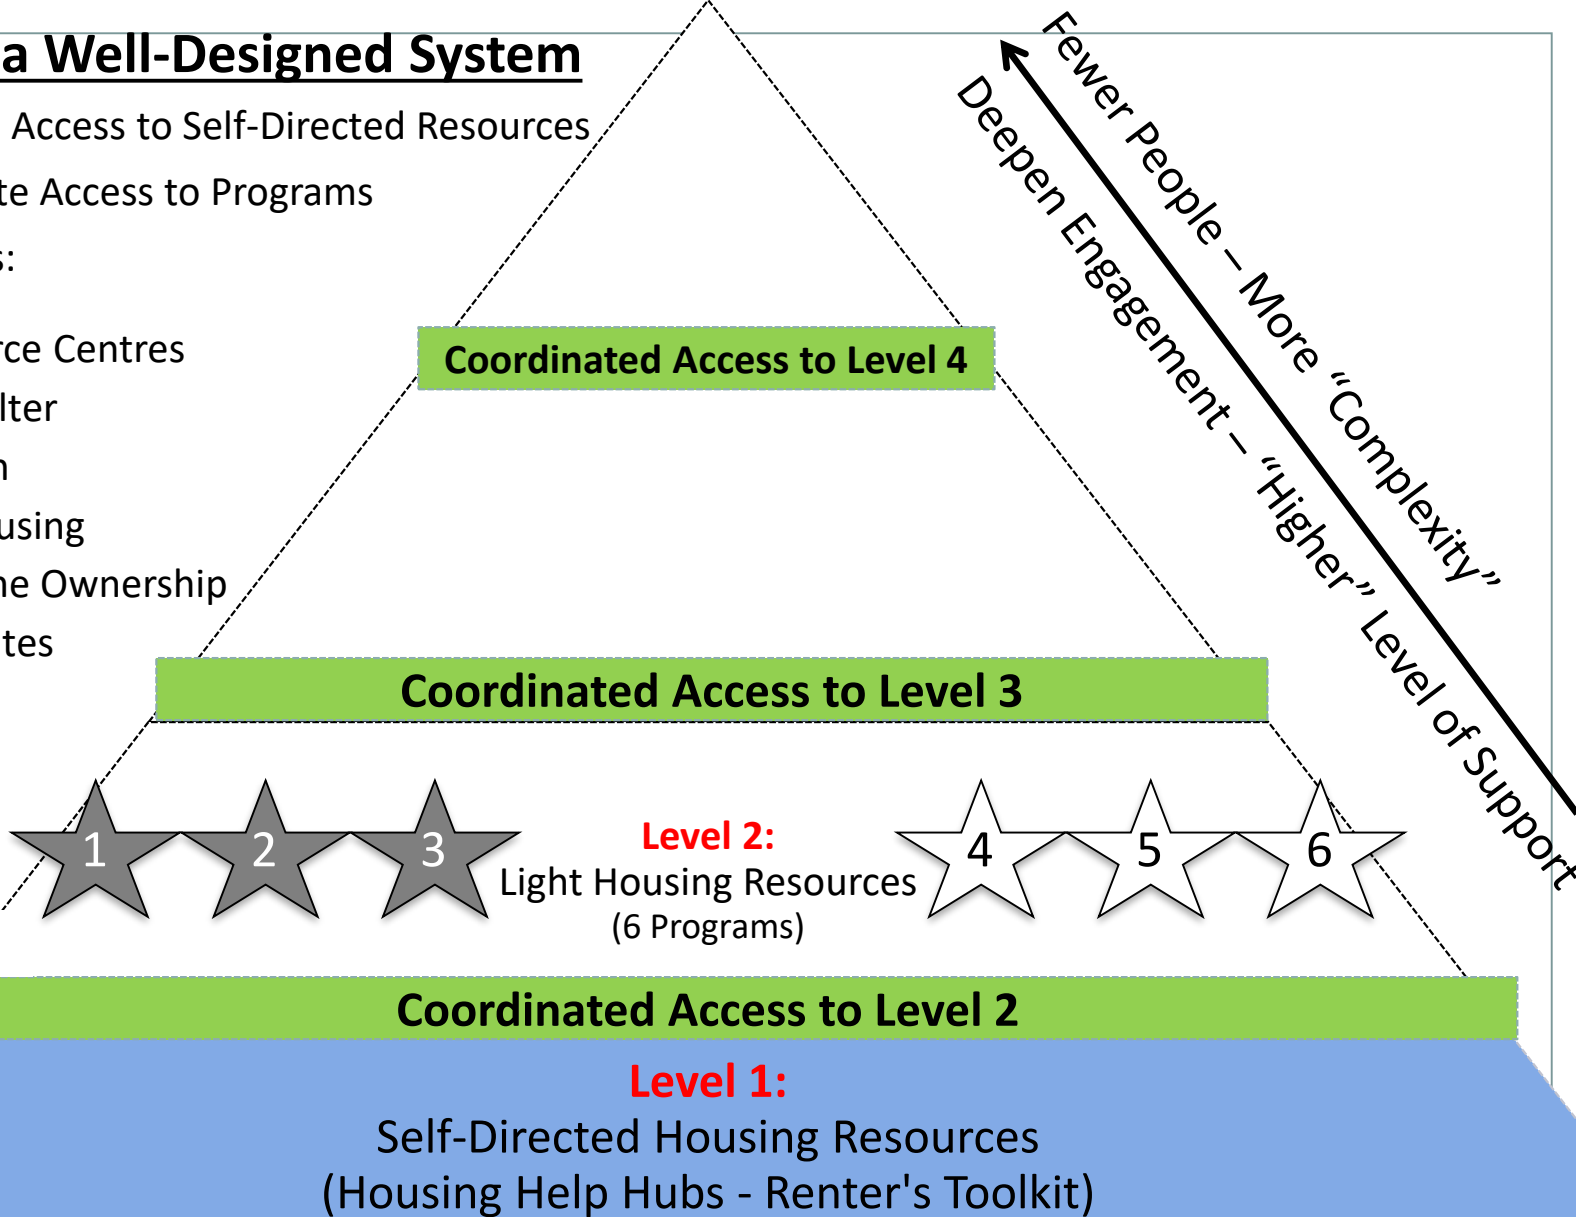 a Well-Designed System
Access to Self-Directed Resources
te Access to Programs
s:
rce Centres
lter
n
using
ne Ownership
tes
Fewer People – More “Complexity”
Deepen Engagement – “Higher” Level of Support
Coordinated Access to Level 4
Coordinated Access to Level 3
1 2 3
Level 2:
Light Housing Resources
(6 Programs)
4 5 6
Coordinated Access to Level 2
Level 1:
Self-Directed Housing Resources
(Housing Help Hubs - Renter's Toolkit)